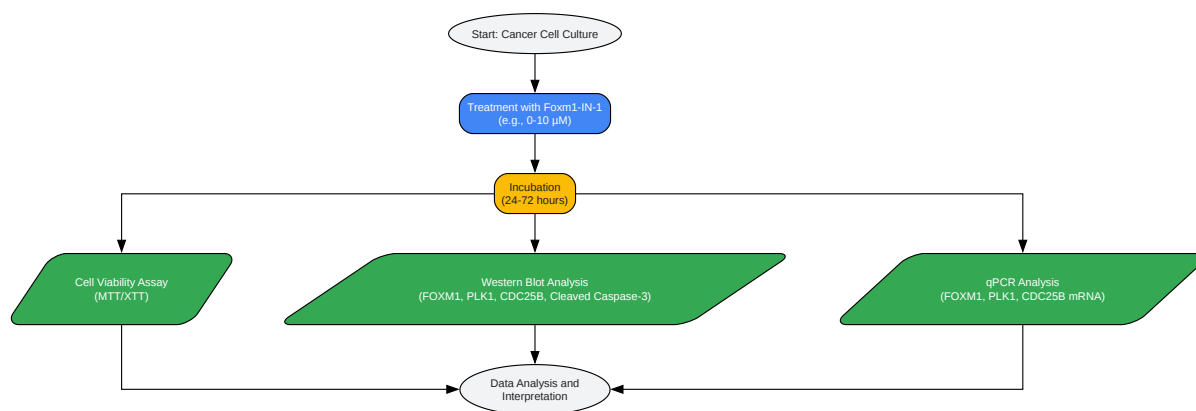 Start: Cancer Cell Culture
Treatment with Foxm1-IN-1
(e.g., 0-10 µM)
Incubation
(24-72 hours)
Cell Viability Assay
(MTT/XTT)
Western Blot Analysis
(FOXM1, PLK1, CDC25B, Cleaved Caspase-3)
qPCR Analysis
(FOXM1, PLK1, CDC25B mRNA)
Data Analysis and
Interpretation